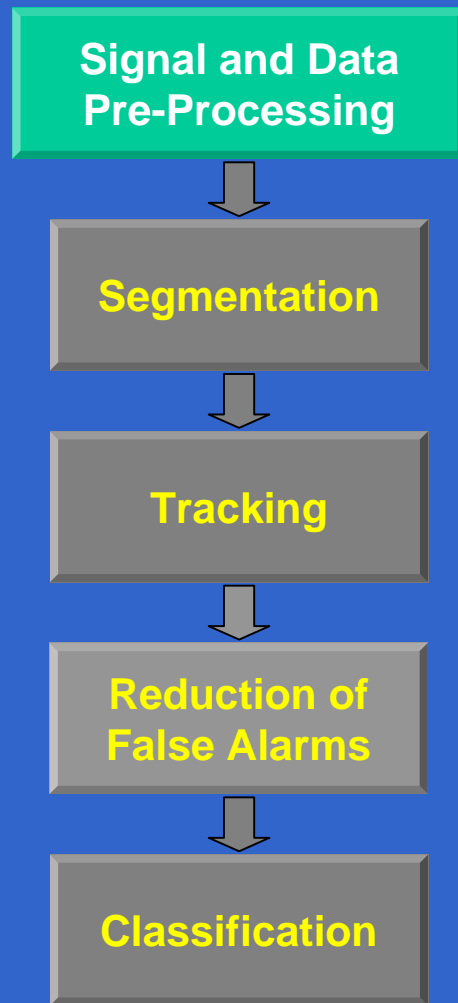 Signal and Data
Pre-Processing
Segmentation
Tracking
Reduction of
False Alarms
Classification